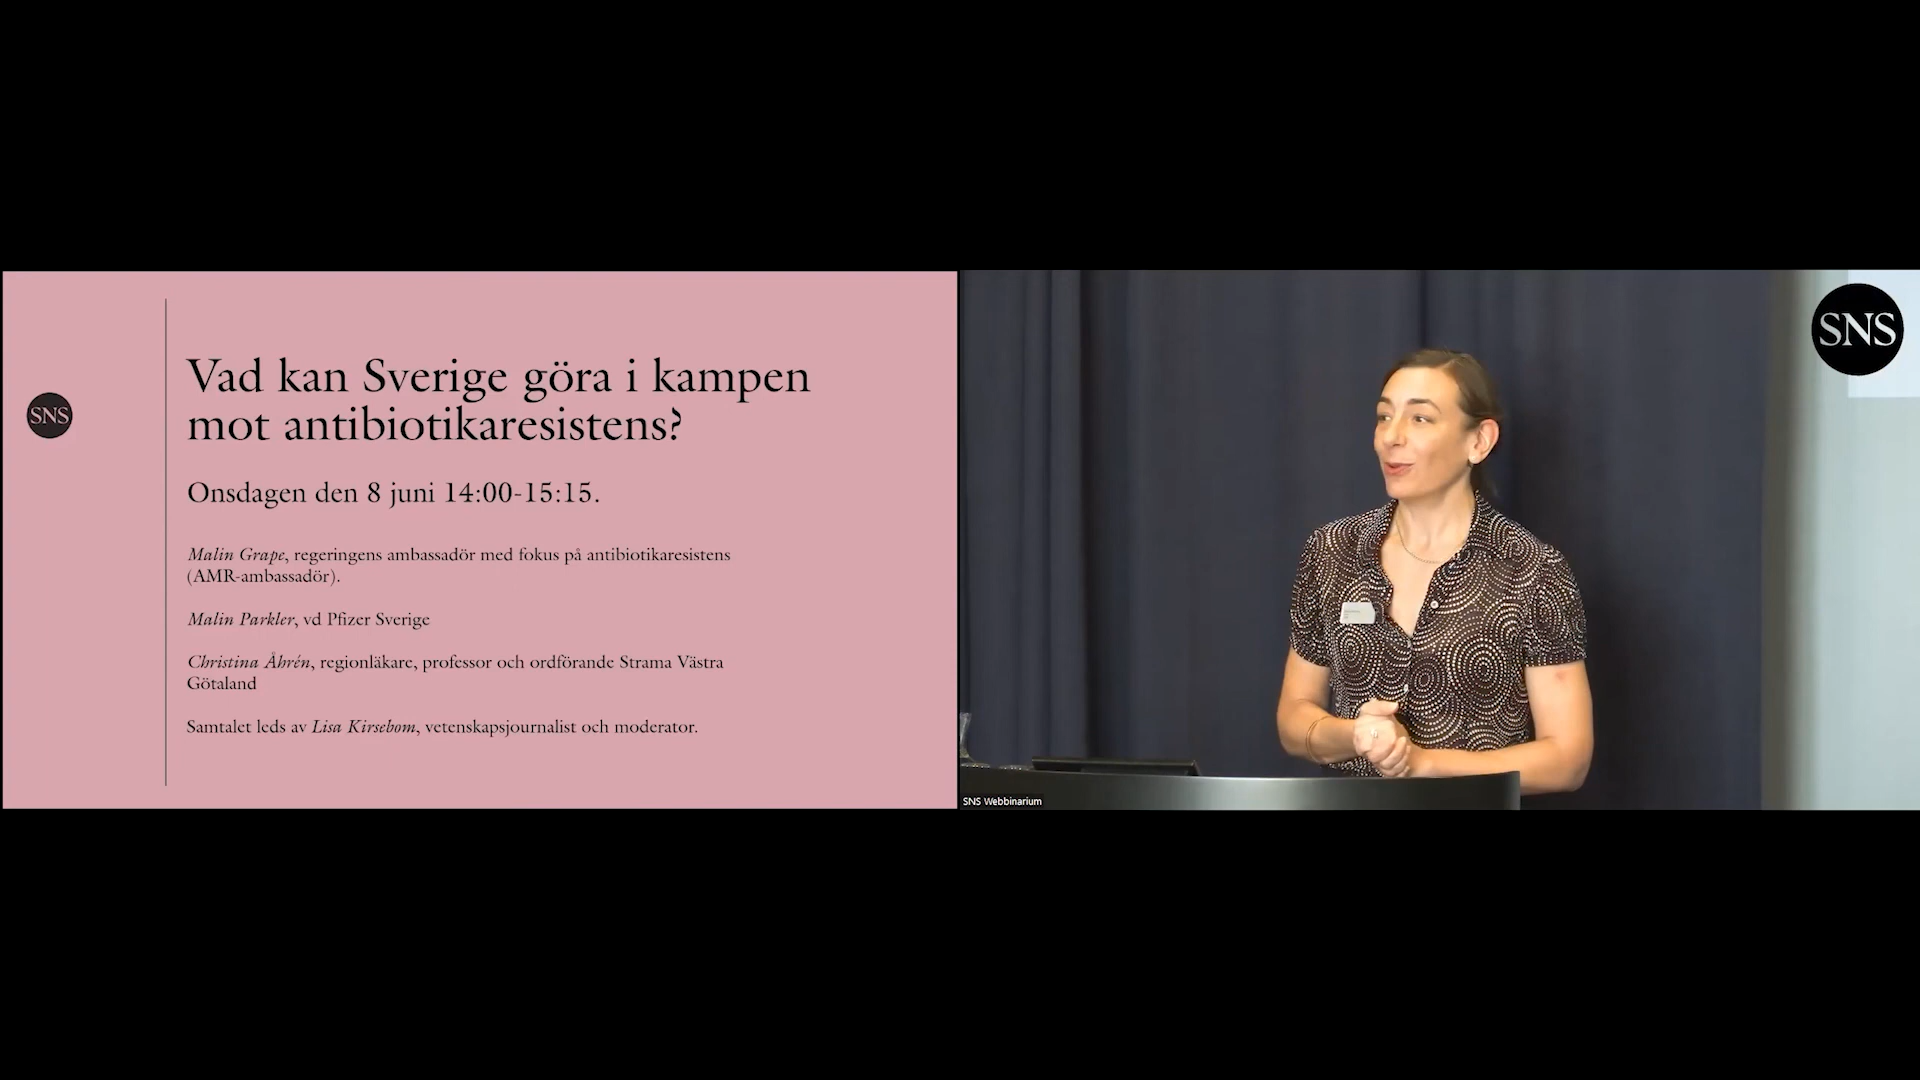 SNS
Vad kan Sverige göra i kampen
mot antibiotikaresistens?
Onsdagen den 8 juni 14:00-15:15.
Malin Grape, regeringens ambassadör med fokus på antibiotikaresistens
(AMR-ambassadör).
Malin Parkler, vd Pfizer Sverige
Christina Åhrén, regionläkare, professor och ordförande Strama Västra
Götaland
Samtalet leds av Lisa Kirsebom, vetenskapsjournalist och moderator.
SNS
SNS Webbinarium